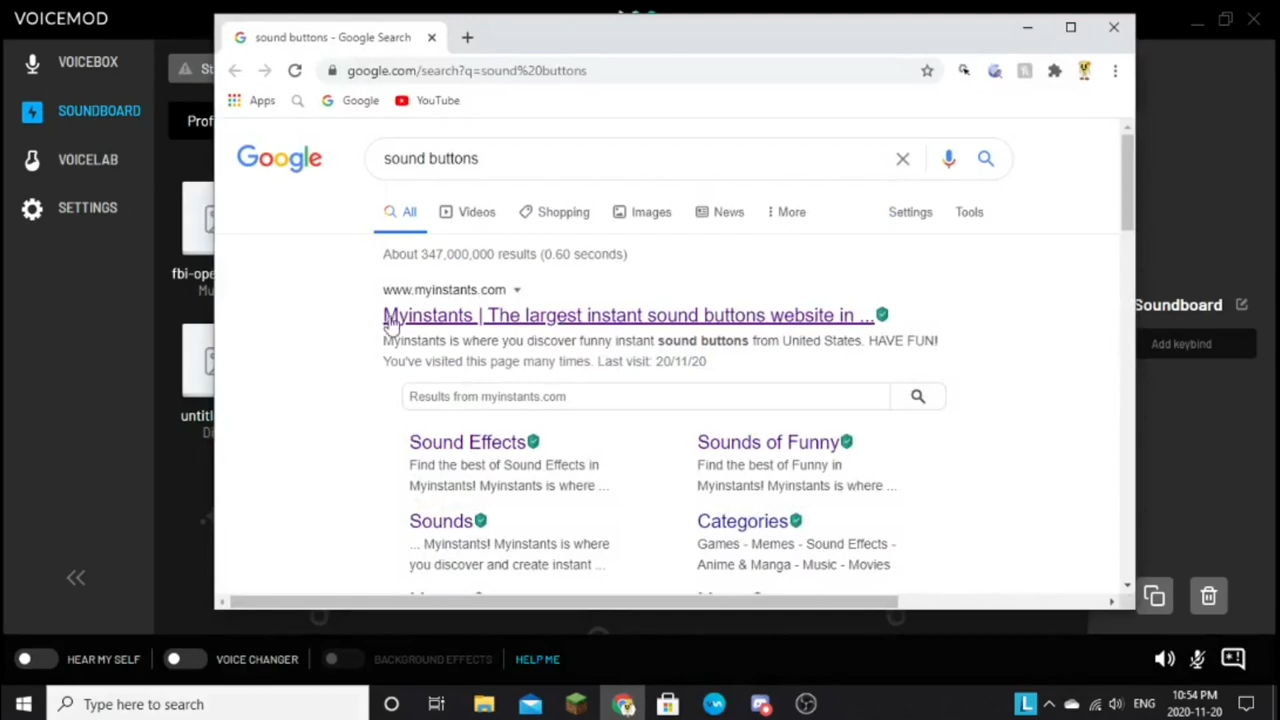 VOICEMOD
sound buttons - Google Search
VOICEBOX
google.com/search?q=sound%20buttons
Apps
Google
YouTube
SOUNDBOARD
Prof
VOICELAB
Google
sound buttons
SETTINGS
All
Videos
Shopping
Images
News
More
Settings
Tools
About 347,000,000 results (0.60 seconds)
fbi-ope
Mu
www.myinstants.com
Myinstants | The largest instant sound buttons website in ...
Soundboard
Myinstants is where you discover funny instant sound buttons from United States. HAVE FUN!
Add keybind
You've visited this page many times. Last visit: 20/11/20
Results from myinstants.com
untitl
Sound Effects
Find the best of Sound Effects in
Myinstants! Myinstants is where ...
Sounds of Funny
Find the best of Funny in
Myinstants! Myinstants is where ...
Sounds
... Myinstants! Myinstants is where
you discover and create instant ...
Categories
Games - Memes - Sound Effects -
Anime & Manga - Music - Movies
HEAR MY SELF
VOICE CHANGER
BACKGROUND EFFECTS
HELP ME
Type here to search
L
ENG
10:54 PM
2020-11-20